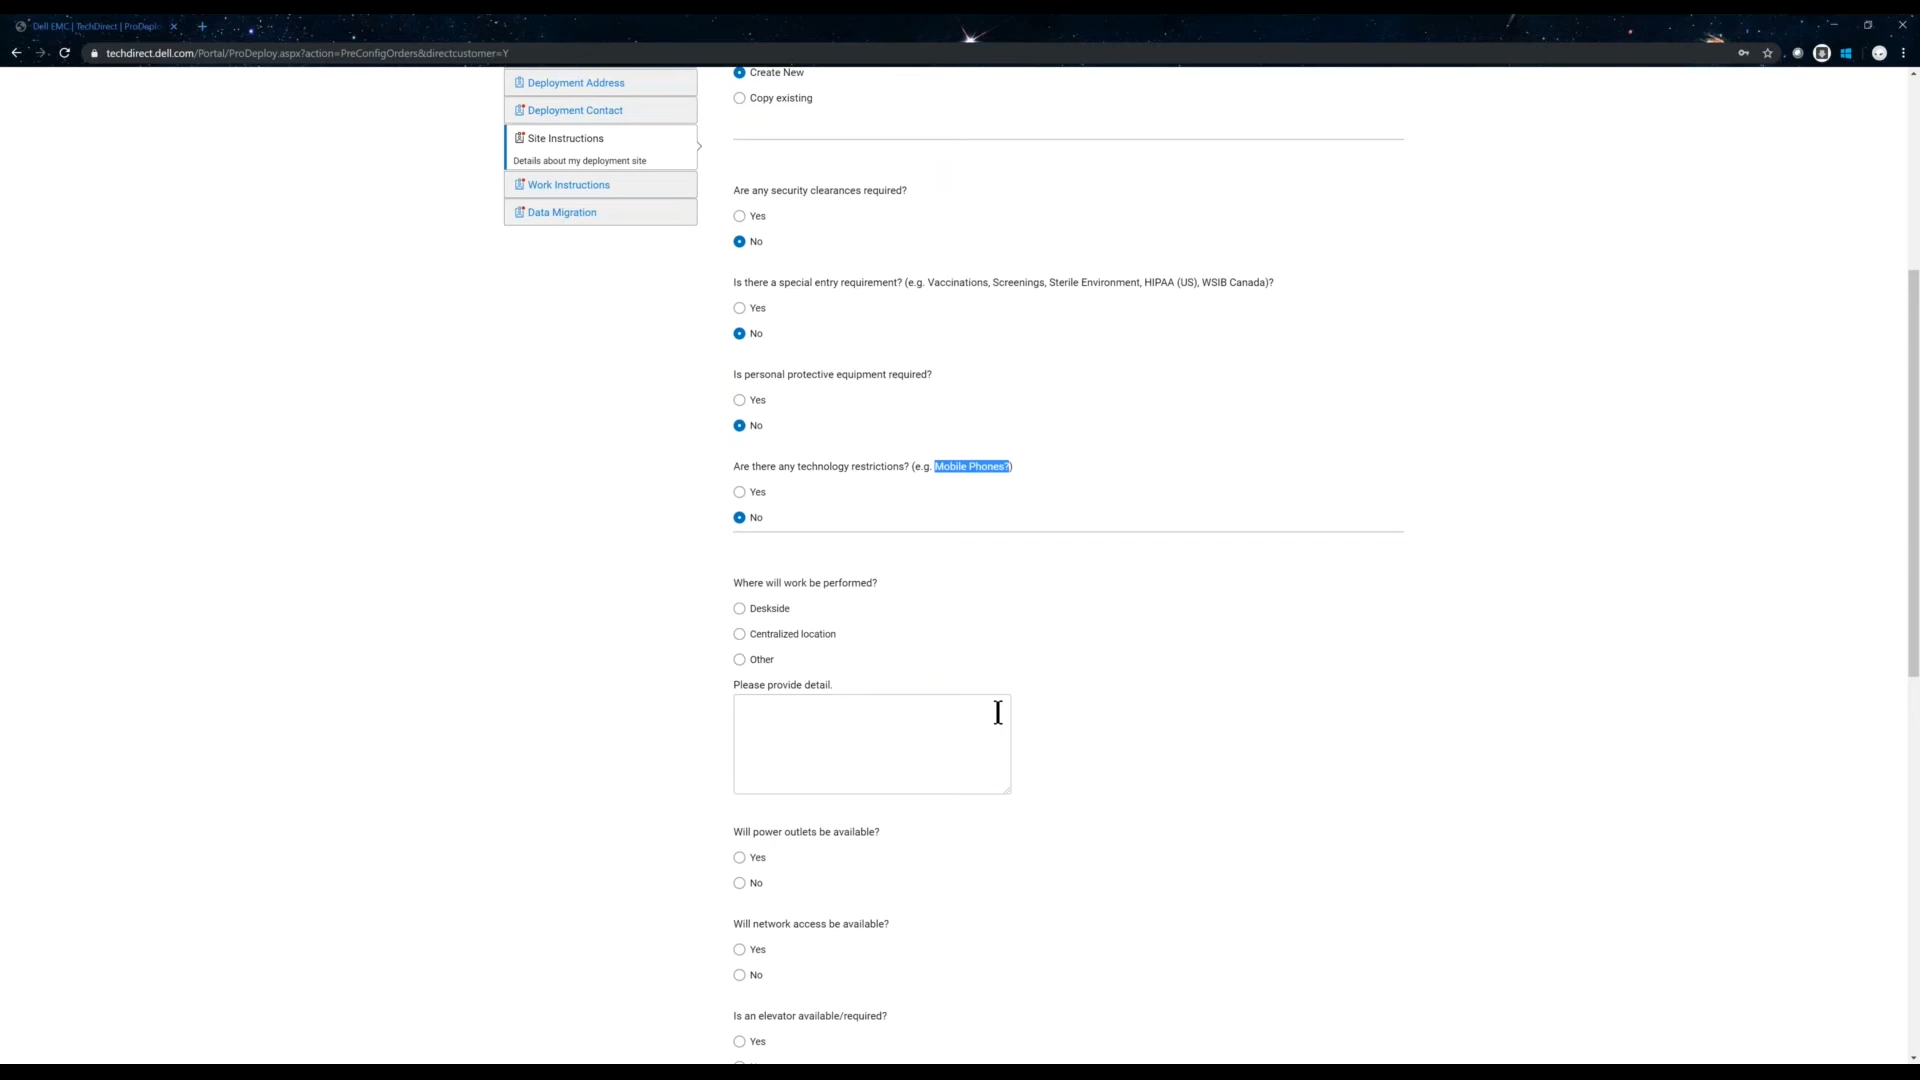 Dell EMC | TechDirect | ProDeplo
techdirect.dell.com/Portal/ProDeploy.aspx?action=PreConfigOrders&directcustomer=Y
Deployment Address
Deployment Contact
Site Instructions
Details about my deployment site
Work Instructions
Data Migration
Create New
Copy existing
Are any security clearances required?
Yes
No
Is there a special entry requirement? (e.g. Vaccinations, Screenings, Sterile Environment, HIPAA (US), WSIB Canada)?
Yes
No
Is personal protective equipment required?
Yes
No
Are there any technology restrictions? (e.g. Mobile Phones?)
Yes
No
Where will work be performed?
Deskside
Centralized location
Other
Please provide detail.
Will power outlets be available?
Yes
No
Will network access be available?
Yes
No
Is an elevator available/required?
Yes